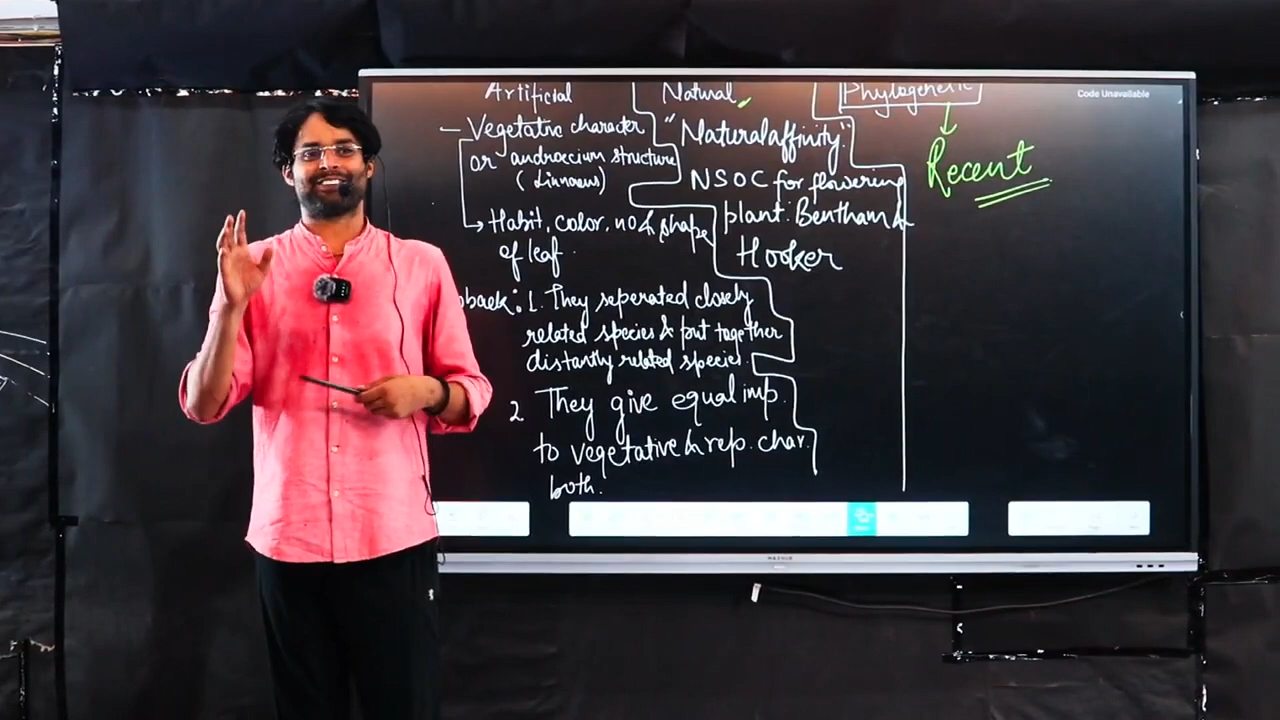 Artificial
Natural
Phylogenetic
Code Unavailable
– Vegetative character
or androecium structure
(Linnaeus)
→ Habit, color, no & shape
of leaf.
"Natural affinity"
NSOC for flowering
plant: Bentham &
Hooker
Recent
back: 1. They seperated closely
related species & put together
distantly related species.
2 They give equal imp.
to vegetative & rep. char.
both.